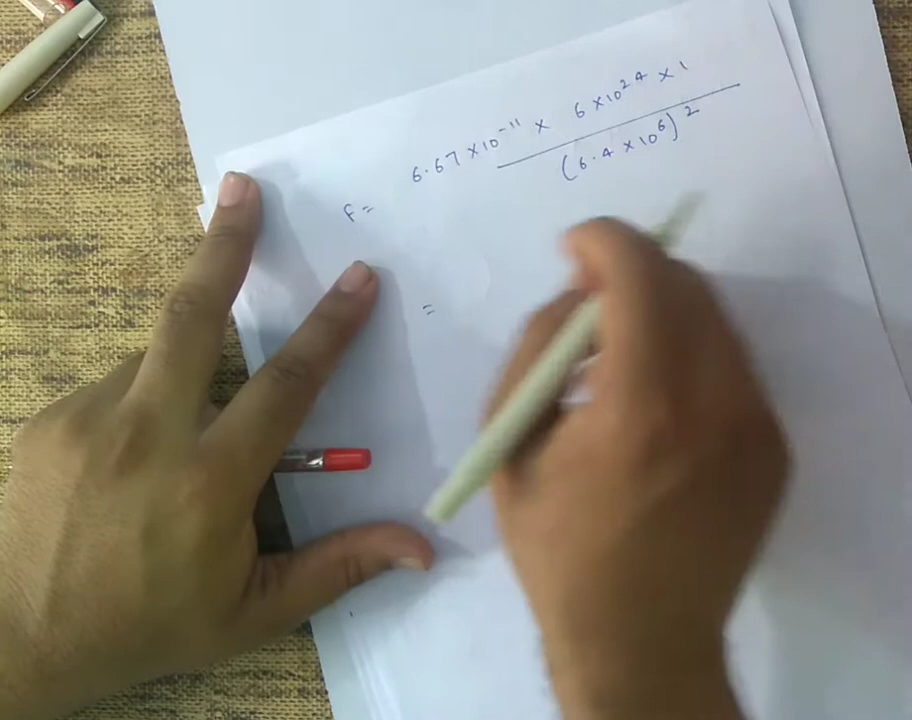 F = 6.67 × 10⁻¹¹ × 6 × 10²⁴ × 1
(6.4 × 10⁶)²
=